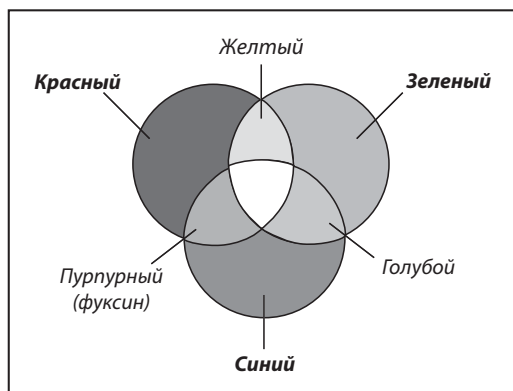 Желтый
Красный
Зеленый
Пурпурный
(фуксин)
Голубой
Синий